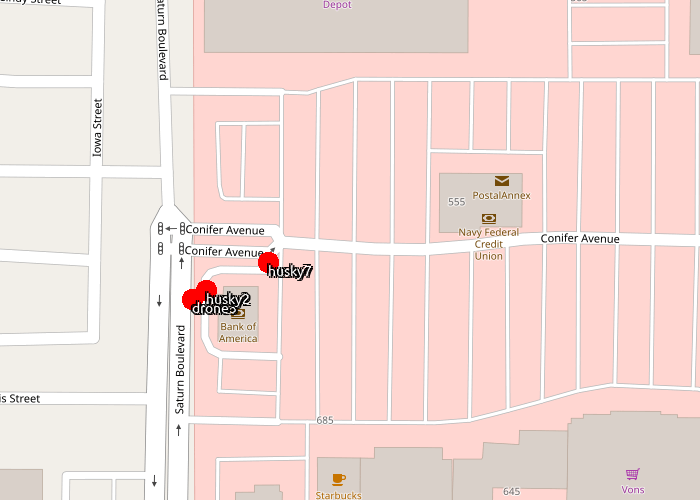 Depot
Saturn Boulevard
Iowa Street
PostalAnnex
555
Navy Federal
Credit
Union
Conifer Avenue
Conifer Avenue
Conifer Avenue
husky7
husky2
drone3
Bank of
America
Saturn Boulevard
is Street
685
Vons
Starbucks
645